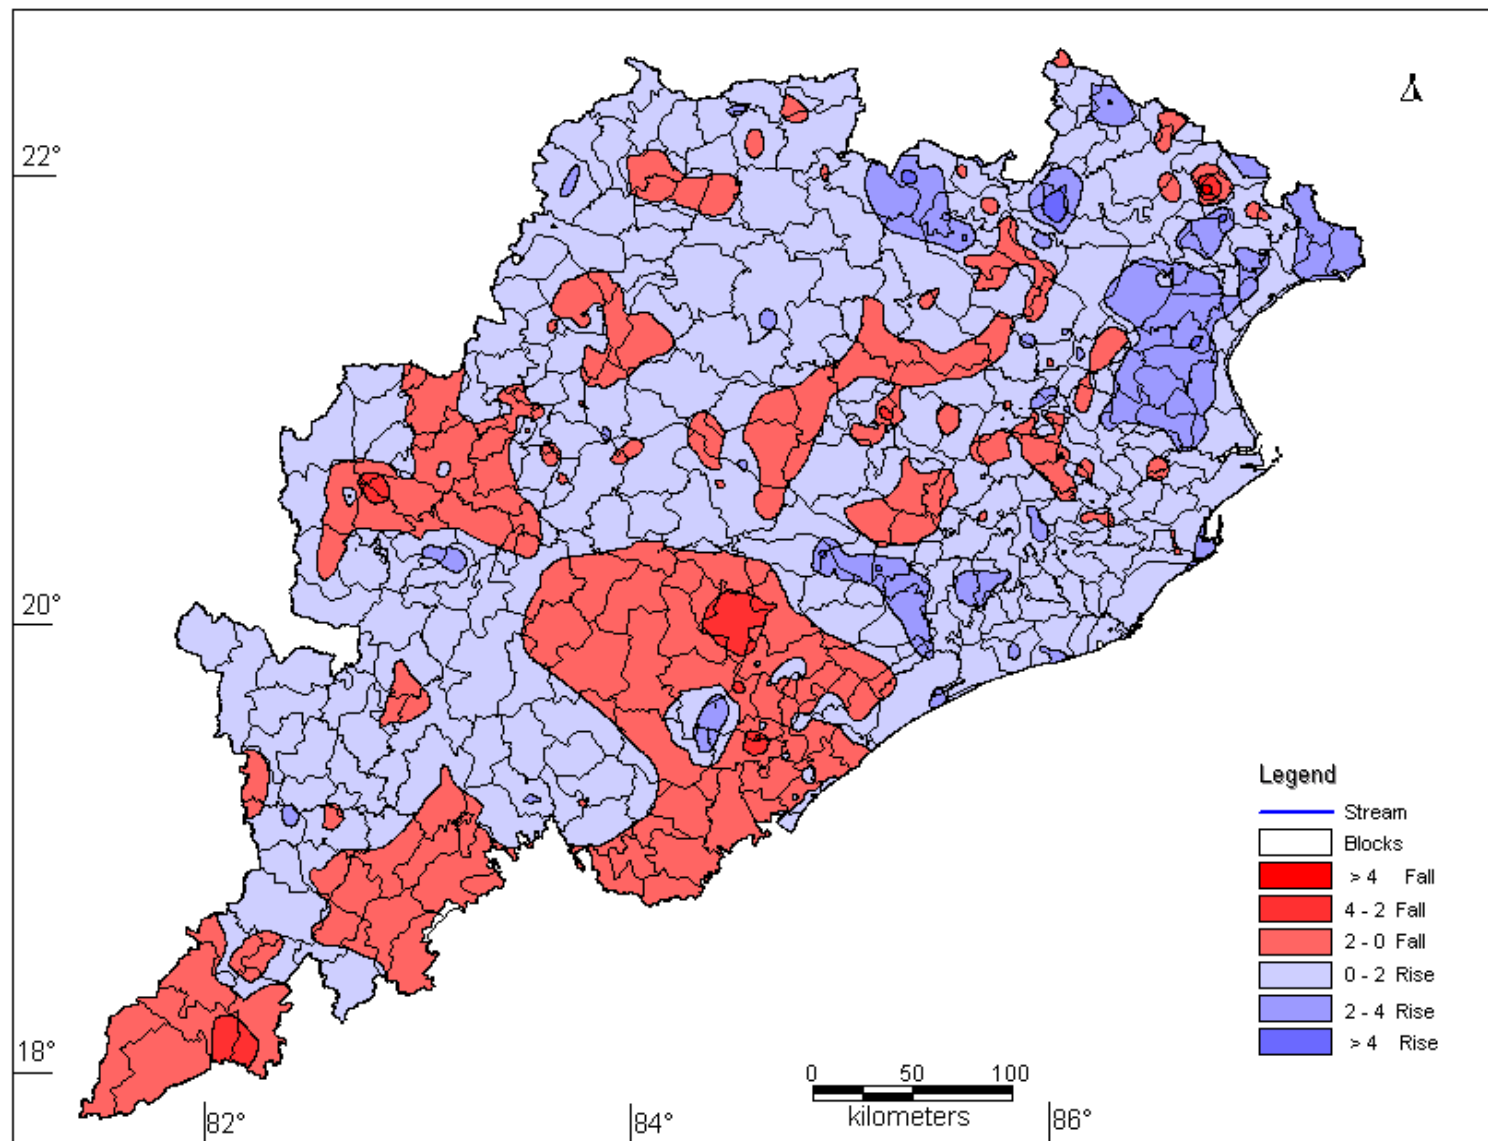 22°
20°
18°
82°
84°
86°
0 50 100
kilometers
Legend
Stream
Blocks
> 4 Fall
4 - 2 Fall
2 - 0 Fall
0 - 2 Rise
2 - 4 Rise
> 4 Rise